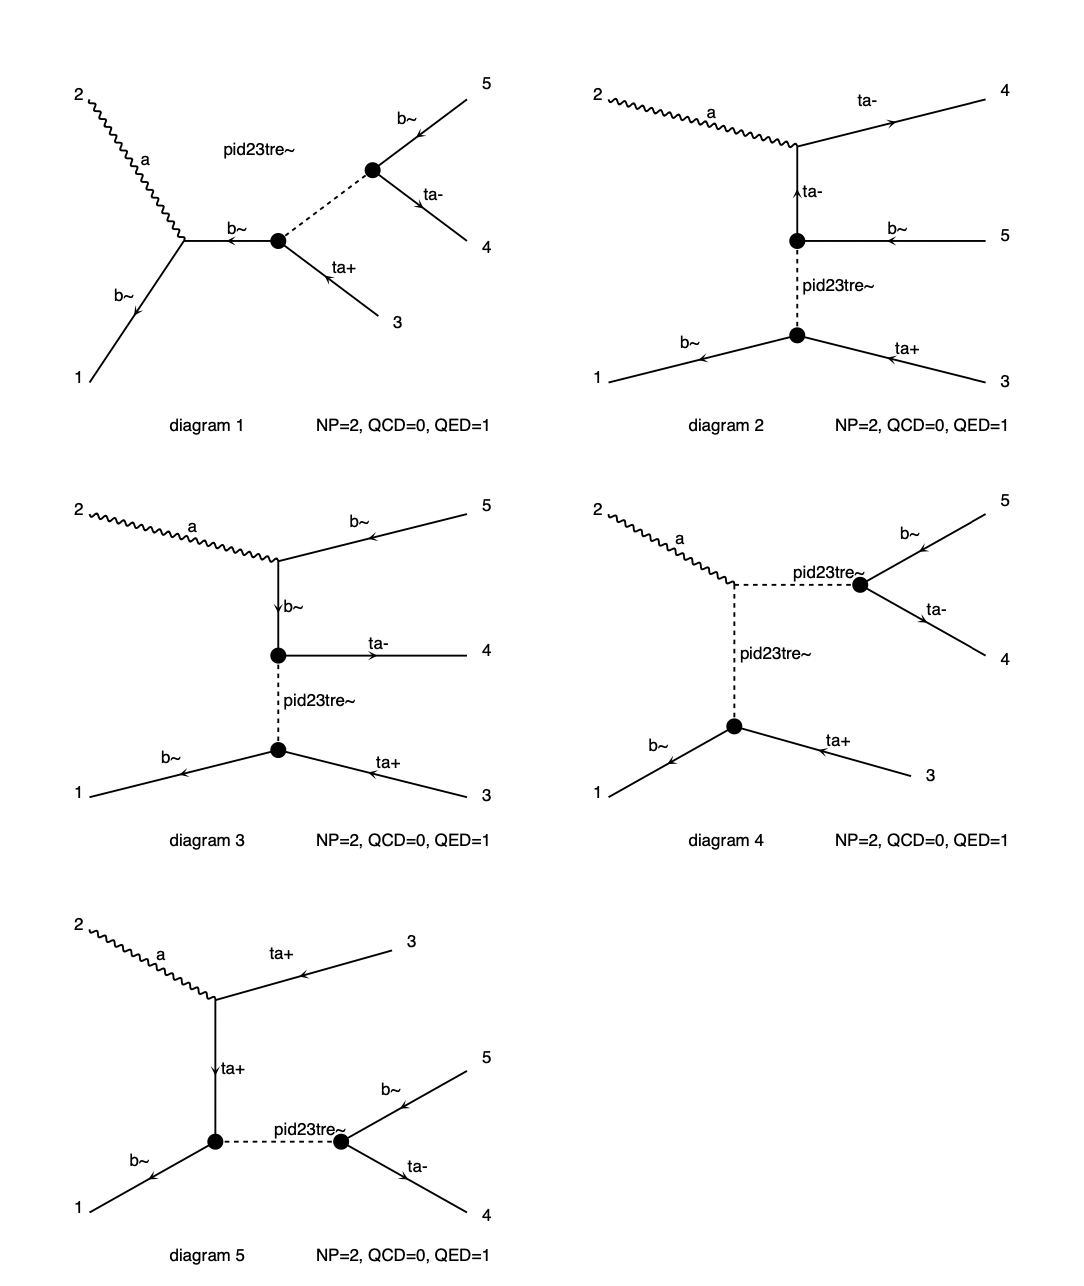 2
a
pid23tre~
b~
5
ta-
4
b~
ta+
3
b~
1
diagram 1 NP=2, QCD=0, QED=1
2
a
ta-
4
ta-
b~
5
pid23tre~
b~
ta+
1
3
diagram 2 NP=2, QCD=0, QED=1
2
a
b~
5
b~
ta-
4
pid23tre~
b~
ta+
1
3
diagram 3 NP=2, QCD=0, QED=1
2
a
pid23tre~
b~
5
ta-
4
pid23tre~
b~
ta+
1
3
diagram 4 NP=2, QCD=0, QED=1
2
a
ta+
3
ta+
pid23tre~
b~
5
b~
ta-
1
4
diagram 5 NP=2, QCD=0, QED=1